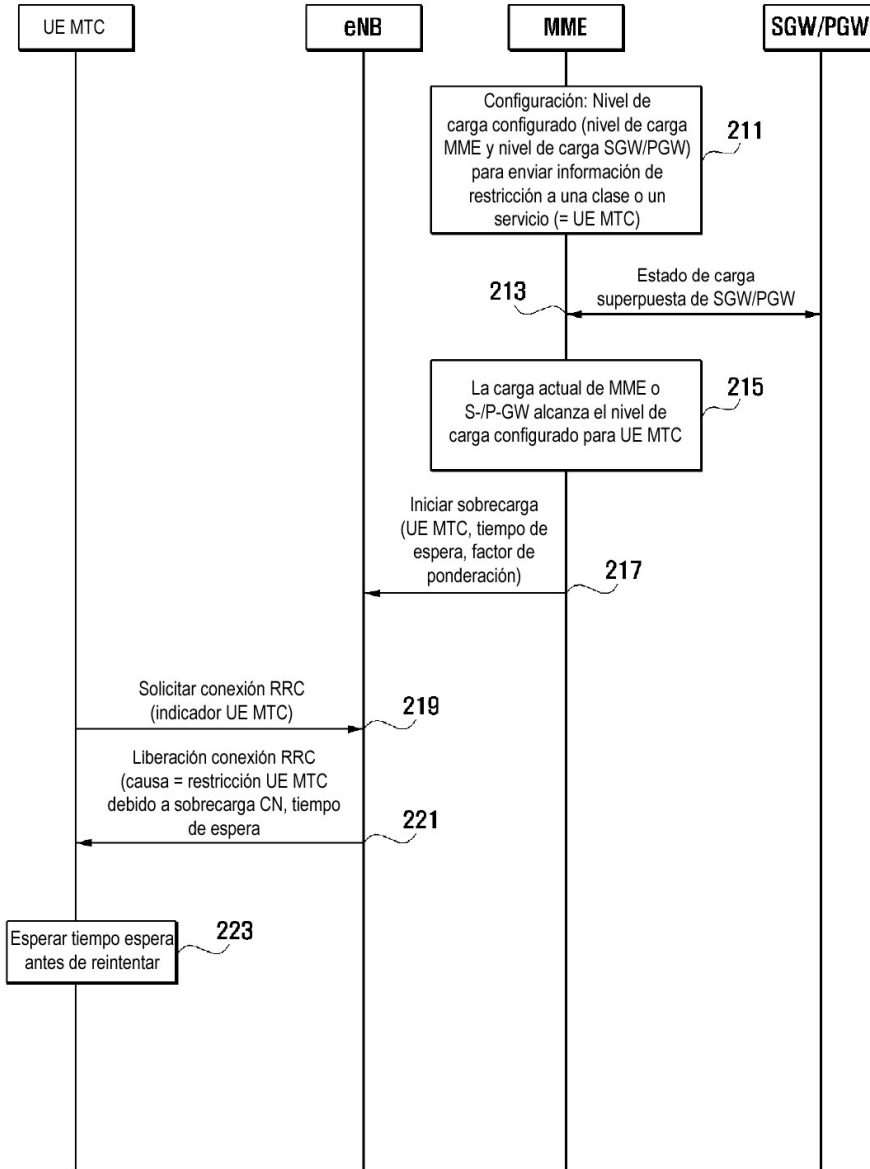 UE MTC
eNB
MME
SGW/PGW
Configuración: Nivel de
carga configurado (nivel de carga
MME y nivel de carga SGW/PGW)
para enviar información de
restricción a una clase o un
servicio (= UE MTC)
211
213
Estado de carga
superpuesta de SGW/PGW
La carga actual de MME o
S-/P-GW alcanza el nivel de
carga configurado para UE MTC
215
Iniciar sobrecarga
(UE MTC, tiempo de
espera, factor de
ponderación)
217
Solicitar conexión RRC
(indicador UE MTC)
219
Liberación conexión RRC
(causa = restricción UE MTC
debido a sobrecarga CN, tiempo
de espera
221
Esperar tiempo espera
antes de reintentar
223